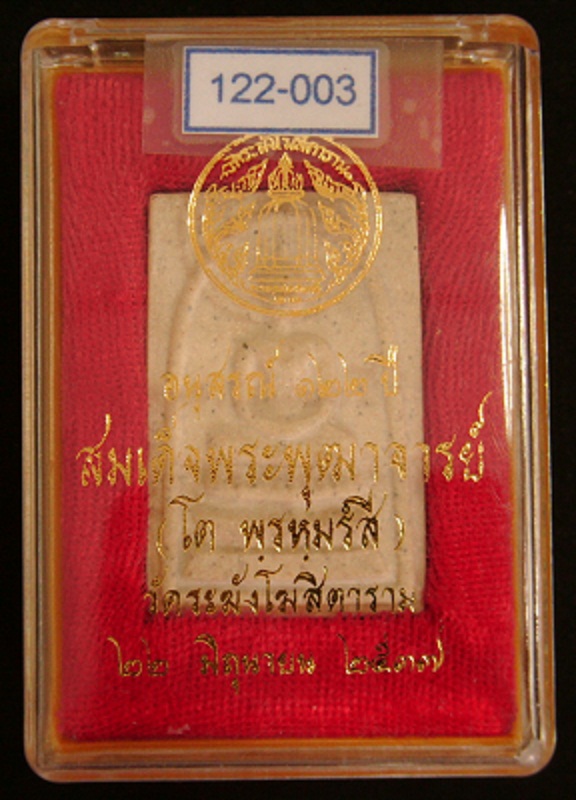 122-003
อนุสรณ์ ๑๒๒ ปี
สมเด็จพระพุฒาจารย์
(โต พฺรหฺมรํสี)
วัดระฆังโฆสิตาราม
๒๒ มิถุนายน ๒๕๓๗